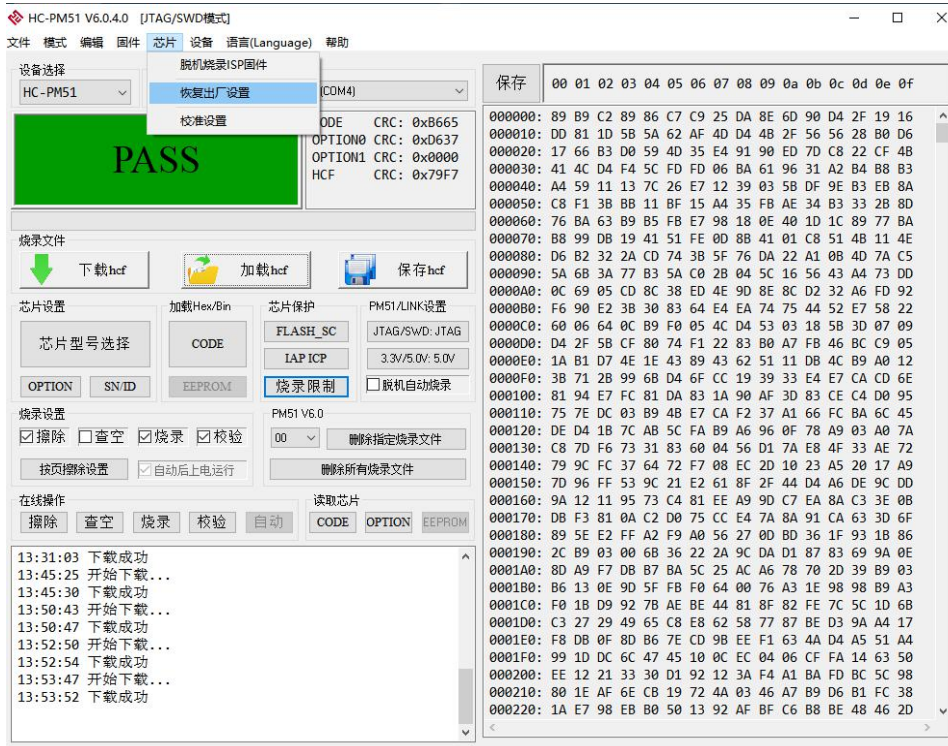 HC-PM51 V6.0.4.0 [JTAG/SWD模式]
文件 模式 编辑 固件 芯片 设备 语言(Language) 帮助
脱机烧录ISP固件
恢复出厂设置
校准设置
设备选择
HC-PM51
(COM4)
PASS
ODE CRC: 0xB665
OPTION0 CRC: 0xD637
OPTION1 CRC: 0x0000
HCF CRC: 0x79F7
烧录文件
下载hcf 加载hcf 保存hcf
芯片设置 加载Hex/Bin 芯片保护 PM51/LINK设置
芯片型号选择 CODE FLASH_SC JTAG/SWD: JTAG
IAP ICP 3.3V/5.0V: 5.0V
OPTION SN/ID EEPROM 烧录限制 脱机自动烧录
烧录设置 PM51 V6.0
擦除 查空 烧录 校验 00 删除指定烧录文件
按页擦除设置 自动后上电运行 删除所有烧录文件
在线操作 读取芯片
擦除 查空 烧录 校验 自动 CODE OPTION EEPROM
13:31:03 下载成功
13:45:25 开始下载...
13:45:30 下载成功
13:50:43 开始下载...
13:50:47 下载成功
13:52:50 开始下载...
13:52:54 下载成功
13:53:47 开始下载...
13:53:52 下载成功
保存 00 01 02 03 04 05 06 07 08 09 0a 0b 0c 0d 0e 0f
000000: 89 B9 C2 89 86 C7 C9 25 DA 8E 6D 90 D4 2F 19 16
000010: DD 81 1D 5B 5A 62 AF 4D D4 4B 2F 56 56 28 B0 D6
000020: 17 66 B3 D0 59 4D 35 E4 91 90 ED 7D C8 22 CF 4B
000030: 41 4C D4 F4 5C FD FD 06 BA 61 96 31 A2 B4 B8 B3
000040: A4 59 11 13 7C 26 E7 12 39 03 5B DF 9E B3 EB 8A
000050: C8 F1 3B BB 11 BF 15 A4 35 FB AE 34 B3 33 2B 8D
000060: 76 BA 63 B9 B5 FB E7 98 18 0E 40 1D 1C 89 77 BA
000070: B8 99 DB 19 41 51 FE 0D 8B 41 01 C8 51 4B 11 4E
000080: D6 B2 32 2A CD 74 3B 5F 76 DA 22 A1 0B 4D 7A C5
000090: 5A 6B 3A 77 B3 5A C0 2B 04 5C 16 65 43 A4 73 DD
0000A0: 0C 69 05 CD 8C 38 ED 4E 9D 8E 8C D2 32 A6 FD 92
0000B0: F6 90 E2 3B 30 83 64 E4 EA 74 75 44 52 E7 58 22
0000C0: 60 06 64 0C B9 F0 05 4C D4 53 03 18 5B 3D 07 09
0000D0: D4 2F 5B CF 80 74 F1 22 83 B0 A7 FB 46 BC C9 05
0000E0: 1A B1 D7 4E 1E 43 89 43 62 51 11 DB 4C B9 A0 12
0000F0: 3B 71 2B 99 6B D4 6F CC 19 39 33 E4 E7 CA CD 6E
000100: 81 94 E7 FC 81 DA 83 1A 90 AF 3D 83 CE C4 D0 95
000110: 75 7E DC 03 B9 4B E7 CA F2 37 A1 66 FC BA 6C 45
000120: DE D4 1B 7C AB 5C FA B9 A6 96 0F 78 A9 03 A0 7A
000130: C8 7D F6 73 31 83 60 04 56 D1 7A E8 4F 33 AE 72
000140: 79 9C FC 37 64 72 F7 08 EC 2D 10 23 A5 20 17 A9
000150: 7D 96 FF 53 9C 21 E2 61 8F 2F 44 D4 A6 DE 9C DD
000160: 9A 12 11 95 73 C4 81 EE A9 9D C7 EA 8A C3 3E 0B
000170: DB F3 81 0A C2 D0 75 CC E4 7A 8A 91 CA 63 3D 6F
000180: 89 5E E2 FF A2 F9 A0 56 27 0D BD 36 1F 93 1B 86
000190: 2C B9 03 00 6B 36 22 2A 9C DA D1 87 83 69 9A 0E
0001A0: 8D A9 F7 DB B7 BA 5C 25 AC A6 78 70 2D 39 B9 03
0001B0: B6 13 0E 9D 5F FB F0 64 00 76 A3 1E 98 98 B9 A3
0001C0: F0 1B D9 92 7B AE BE 44 81 8F 82 FE 7C 5C 1D 6B
0001D0: C3 27 29 49 65 C8 E8 62 58 77 87 BE D3 9A A4 17
0001E0: F8 DB 0F 8D B6 7E CD 9B EE F1 63 4A D4 A5 51 A4
0001F0: 99 1D DC 6C 47 45 10 0C EC 04 06 CF FA 14 63 50
000200: EE 12 21 33 30 D1 92 12 3A F4 A1 BA FD BC 5C 98
000210: 80 1E AF 6E CB 19 72 4A 03 46 A7 B9 D6 B1 FC 38
000220: 1A E7 98 EB B0 50 13 92 AF BF C6 B8 BE 48 46 2D